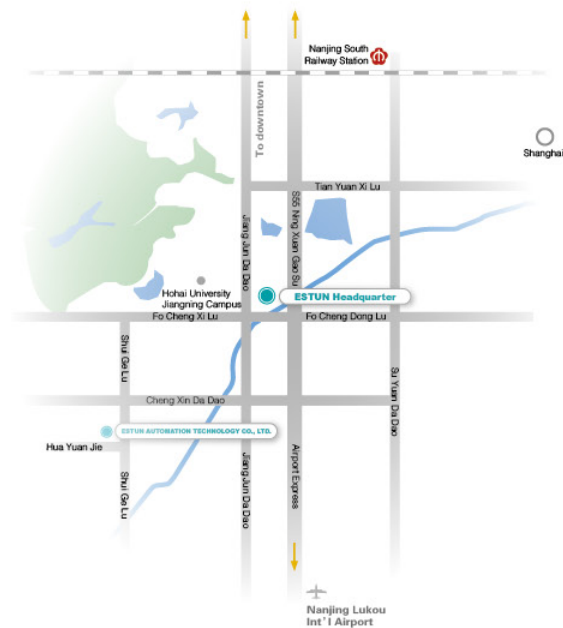 Nanjing South
Railway Station
To downtown
Shanghai
Tian Yuan Xi Lu
S55 Ning Xuan Gao Su
Jiang Jun Da Dao
Hohai University
Jiangning Campus
ESTUN Headquarter
Fo Cheng Xi Lu
Fo Cheng Dong Lu
Shui Ge Lu
Su Yuan Da Dao
Cheng Xin Da Dao
ESTUN AUTOMATION TECHNOLOGY CO., LTD.
Hua Yuan Jie
Shui Ge Lu
Jiang Jun Da Dao
Airport Express
Nanjing Lukou
Int' l Airport